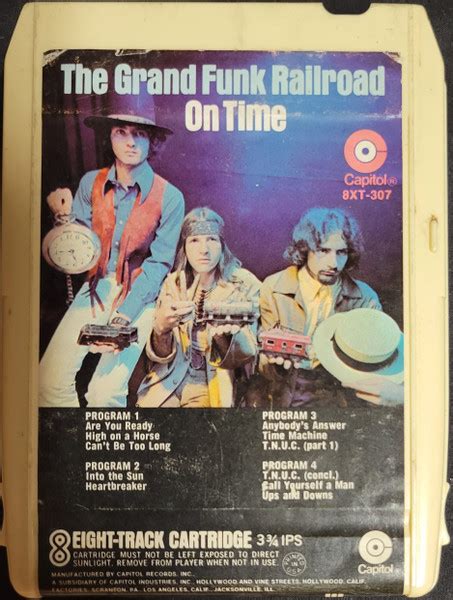 The Grand Funk Railroad
On Time
Capitol®
8XT-307
PROGRAM 1
Are You Ready
High on a Horse
Can't Be Too Long
PROGRAM 2
Into the Sun
Heartbreaker
PROGRAM 3
Anybody's Answer
Time Machine
T.N.U.C. (part 1)
PROGRAM 4
T.N.U.C. (concl.)
Call Yourself a Man
Ups and Downs
8 EIGHT-TRACK CARTRIDGE 3¾ IPS
CARTRIDGE MUST NOT BE LEFT EXPOSED TO DIRECT
SUNLIGHT. REMOVE FROM PLAYER WHEN NOT IN USE.
PRINTED IN U.S.A.
Capitol®
MANUFACTURED BY CAPITOL RECORDS, INC.
A SUBSIDIARY OF CAPITOL INDUSTRIES, INC., HOLLYWOOD AND VINE STREETS, HOLLYWOOD, CALIF.
FACTORIES: SCRANTON, PA. LOS ANGELES, CALIF. JACKSONVILLE, ILL.